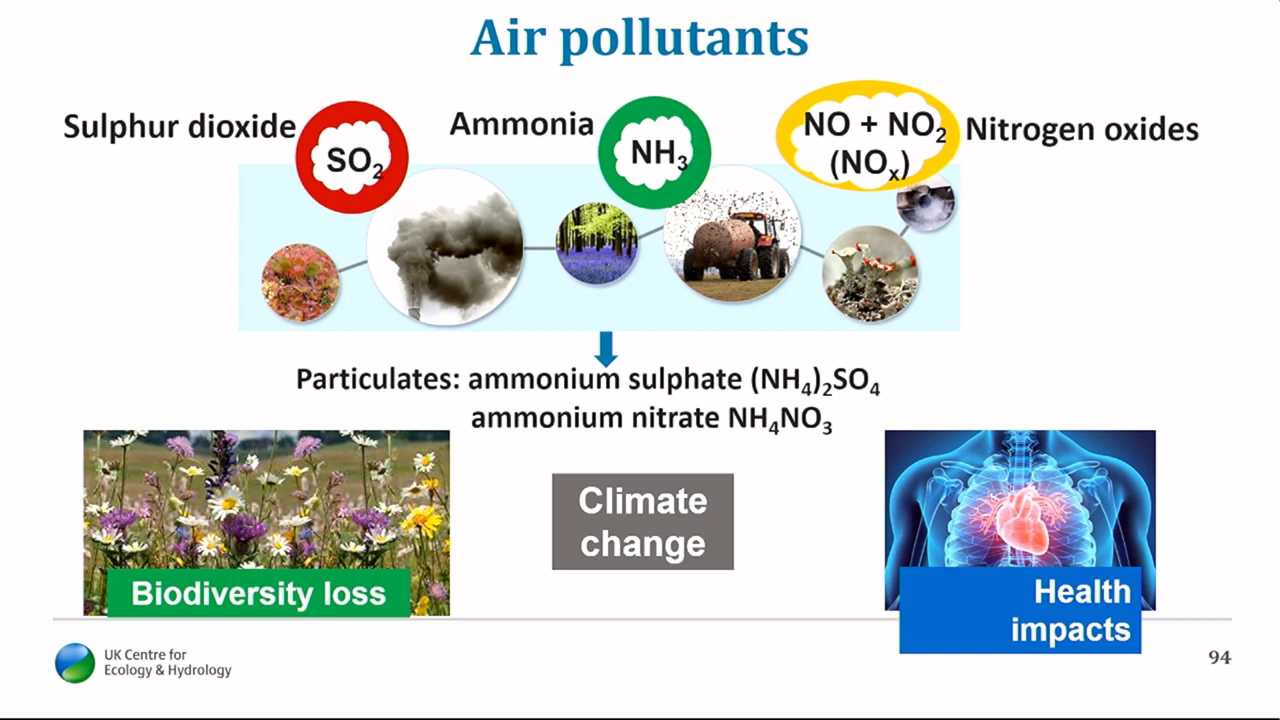 Air pollutants
Sulphur dioxide
SO₂
Ammonia
NH₃
NO + NO₂
(NOₓ)
Nitrogen oxides
Particulates: ammonium sulphate (NH₄)₂SO₄
ammonium nitrate NH₄NO₃
Biodiversity loss
Climate
change
Health
impacts
UK Centre for
Ecology & Hydrology
94